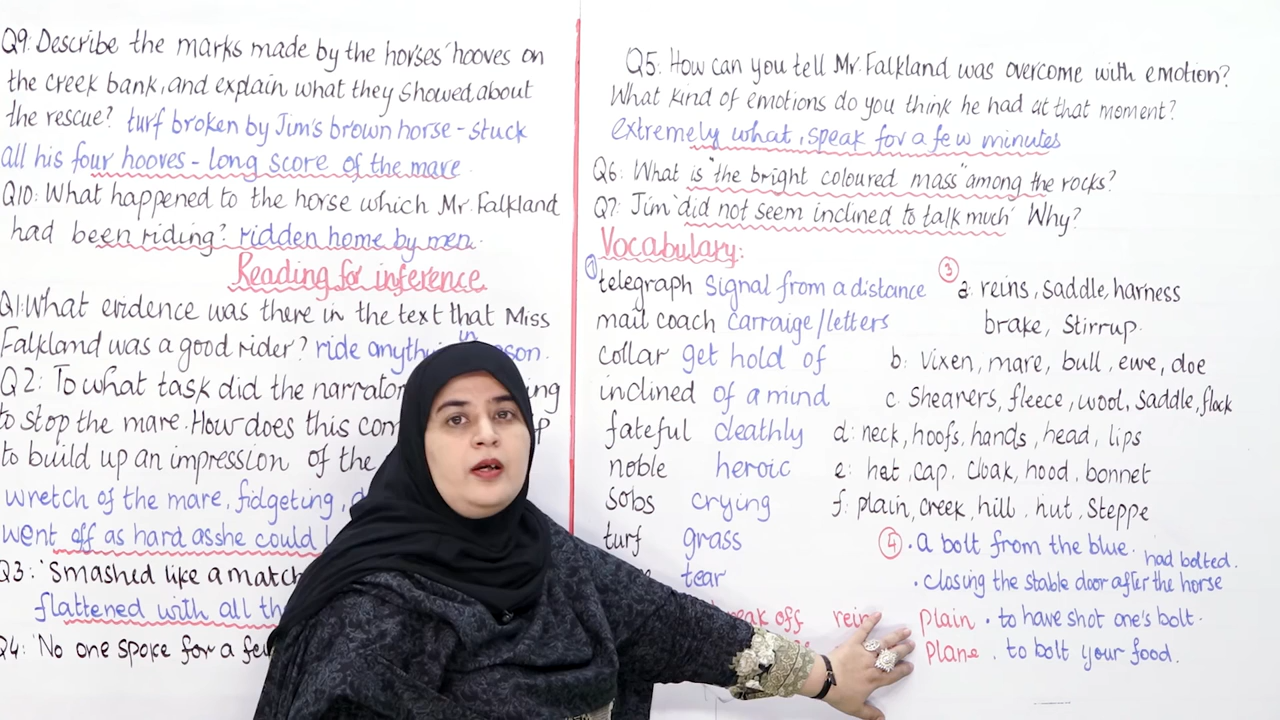 Q9: Describe the marks made by the horses' hooves on
the creek bank, and explain what they showed about
the rescue? turf broken by Jim's brown horse - stuck
all his four hooves - long score of the mare
Q10: What happened to the horse which Mr. Falkland
had been riding? ridden home by men.
Reading for inference
Q1: What evidence was there in the text that Miss
Falkland was a good rider? ride anythi in son.
Q2: To what task did the narrator ing
to stop the mare. How does this com p
to build up an impression of the
wretch of the mare, fidgeting, d
went off as hard asshe could l
Q3: 'Smashed like a match
flattened with all th
Q4: 'No one spoke for a fe
Q5: How can you tell Mr. Falkland was overcome with emotion?
What kind of emotions do you think he had at that moment?
extremely what, speak for a few minutes
Q6: What is "the bright coloured mass" among the rocks?
Q7: Jim 'did not seem inclined to talk much' Why?
Vocabulary:
① telegraph signal from a distance
mail coach carraige/letters
collar get hold of
inclined of a mind
fateful deathly
noble heroic
sobs crying
turf grass
tear
eak off rein plain
plane
③ a: reins, saddle, harness
brake, stirrup.
b: Vixen, mare, bull, ewe, doe
c. Shearers, fleece, wool, saddle, flock
d: neck, hoofs, hands, head, lips
e: hat, cap, cloak, hood, bonnet
f: plain, creek, hill, hut, Steppe
④ . a bolt from the blue. had bolted.
. closing the stable door after the horse
. to have shot one's bolt.
. to bolt your food.